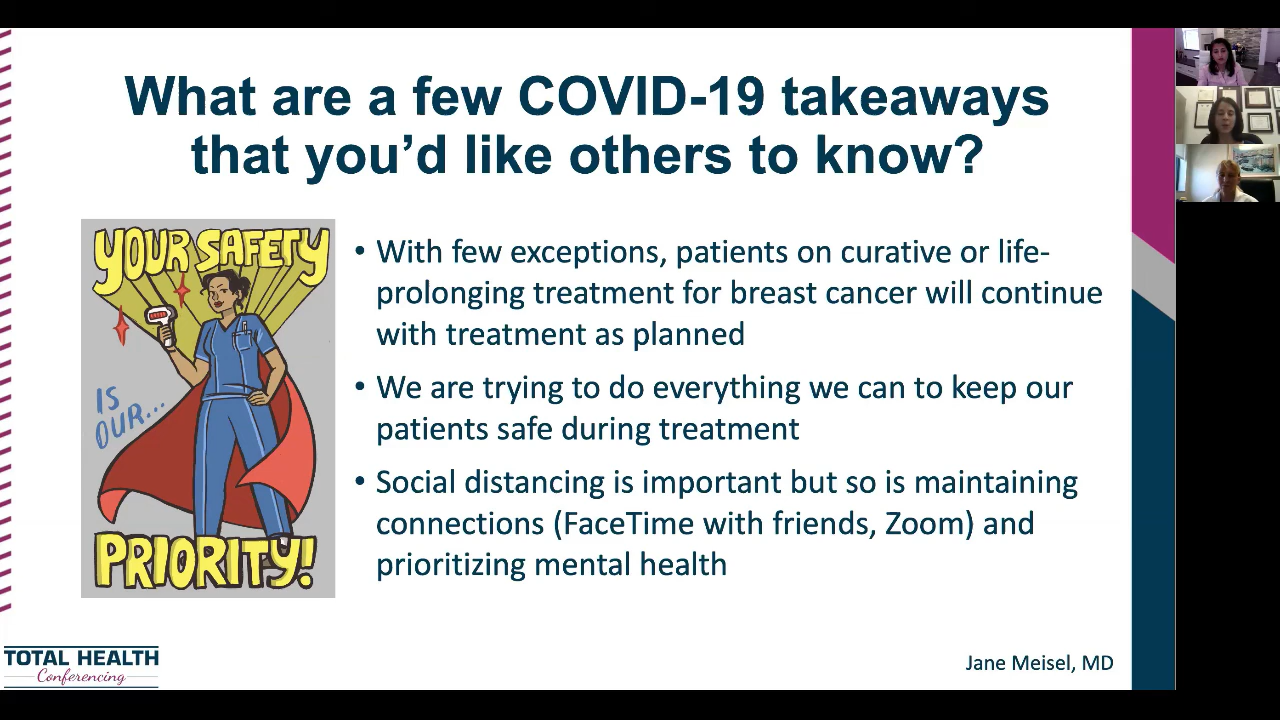 What are a few COVID-19 takeaways
that you’d like others to know?
YOUR SAFETY
IS
OUR...
PRIORITY!
• With few exceptions, patients on curative or life-
prolonging treatment for breast cancer will continue
with treatment as planned
• We are trying to do everything we can to keep our
patients safe during treatment
• Social distancing is important but so is maintaining
connections (FaceTime with friends, Zoom) and
prioritizing mental health
TOTAL HEALTH
Conferencing
Jane Meisel, MD